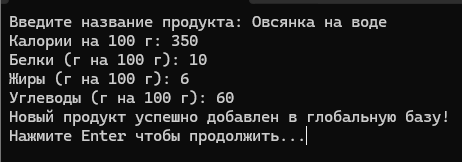 Введите название продукта: Овсянка на воде
Калории на 100 г: 350
Белки (г на 100 г): 10
Жиры (г на 100 г): 6
Углеводы (г на 100 г): 60
Новый продукт успешно добавлен в глобальную базу!
Нажмите Enter чтобы продолжить...